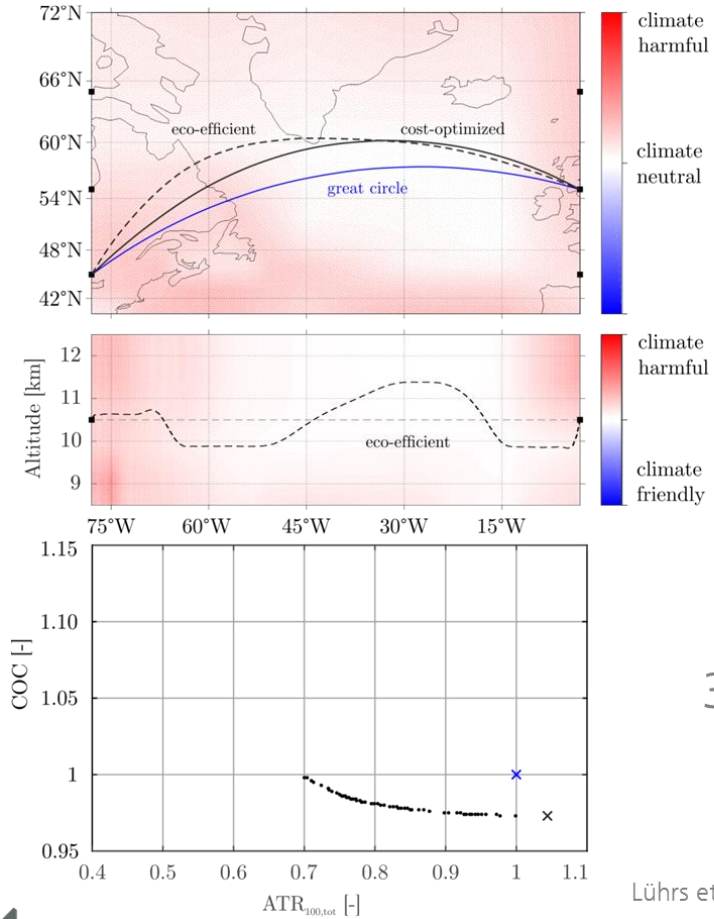 72°N
climate
harmful
66°N
eco-efficient
cost-optimized
60°N
climate
neutral
great circle
54°N
48°N
42°N
climate
harmful
12
11
Altitude [km]
10
eco-efficient
climate
friendly
9
75°W 60°W 45°W 30°W 15°W
1.15
1.10
COC [-]
1.05
1
0.95
0.4 0.5 0.6 0.7 0.8 0.9 1 1.1
ATR100,tot [-]
Lührs et